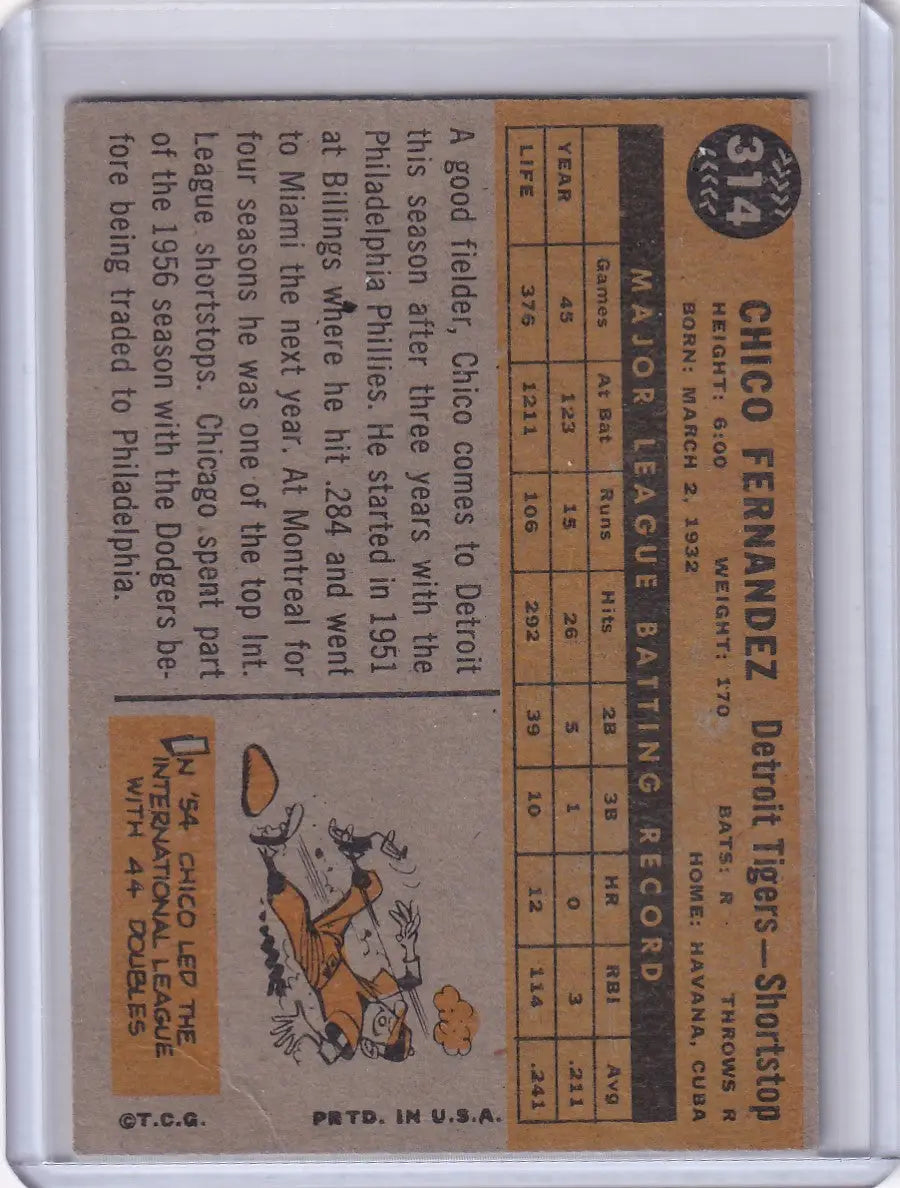 314
CHICO FERNANDEZ Detroit Tigers—Shortstop
HEIGHT: 6:00 WEIGHT: 170 BATS: R THROWS R
BORN: MARCH 2, 1932 HOME: HAVANA, CUBA
MAJOR LEAGUE BATTING RECORD
Games At Bat Runs Hits 2B 3B HR RBI Avg
YEAR 45 123 15 26 5 1 0 3 .211
LIFE 376 1211 106 292 39 10 12 114 .241
A good fielder, Chico comes to Detroit
this season after three years with the
Philadelphia Phillies. He started in 1951
at Billings where he hit .284 and went
to Miami the next year. At Montreal for
four seasons he was one of the top Int.
League shortstops. Chicago spent part
of the 1956 season with the Dodgers be-
fore being traded to Philadelphia.
IN '54 CHICO LED THE
INTERNATIONAL LEAGUE
WITH 44 DOUBLES
PRTD. IN U.S.A.
©T.C.G.